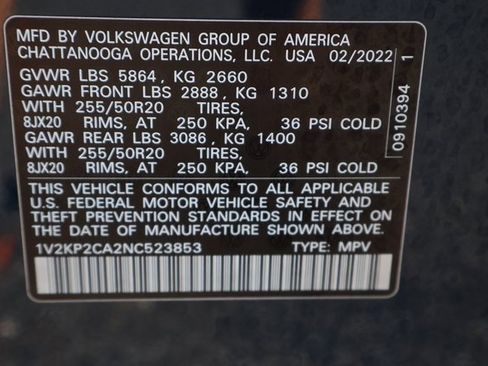 MFD BY VOLKSWAGEN GROUP OF AMERICA
CHATTANOOGA OPERATIONS, LLC. USA 02/2022
GVWR LBS 5864, KG 2660
GAWR FRONT LBS 2888, KG 1310
WITH 255/50R20 TIRES,
8JX20 RIMS, AT 250 KPA, 36 PSI COLD
GAWR REAR LBS 3086, KG 1400
WITH 255/50R20 TIRES,
8JX20 RIMS, AT 250 KPA, 36 PSI COLD
THIS VEHICLE CONFORMS TO ALL APPLICABLE
U.S. FEDERAL MOTOR VEHICLE SAFETY AND
THEFT PREVENTION STANDARDS IN EFFECT ON
THE DATE OF MANUFACTURE SHOWN ABOVE.
1V2KP2CA2NC523853 TYPE: MPV
0910394 1